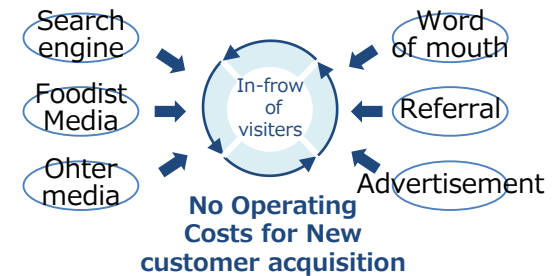 Search
engine
Foodist
Media
Ohter
media
In-frow
of
visiters
Word
of mouth
Referral
Advertisement
No Operating
Costs for New
customer acquisition